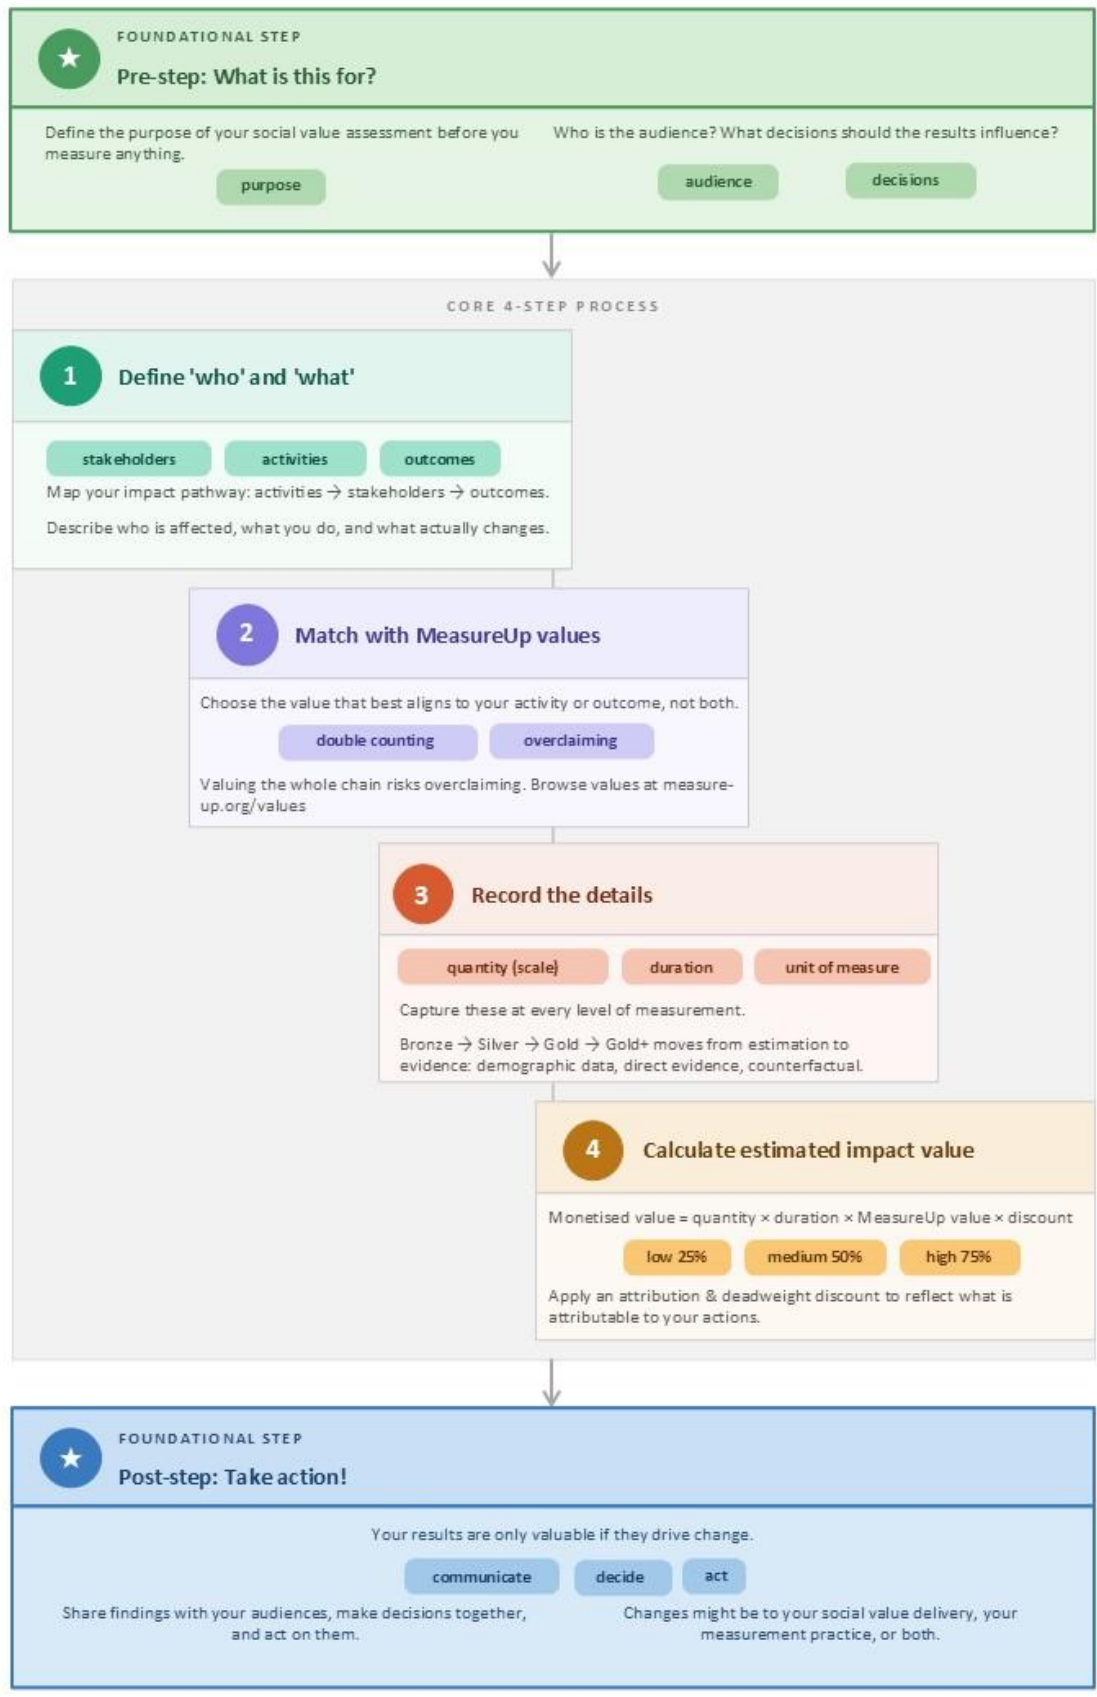 FOUNDATIONAL STEP
Pre-step: What is this for?
Define the purpose of your social value assessment before you
measure anything.
purpose
Who is the audience? What decisions should the results influence?
audience
decisions
CORE 4-STEP PROCESS
1
Define 'who' and 'what'
stakeholders
activities
outcomes
Map your impact pathway: activities → stakeholders → outcomes.
Describe who is affected, what you do, and what actually changes.
2
Match with MeasureUp values
Choose the value that best aligns to your activity or outcome, not both.
double counting
overclaiming
Valuing the whole chain risks overclaiming. Browse values at measure-
up.org/values
3
Record the details
quantity (scale)
duration
unit of measure
Capture these at every level of measurement.
Bronze → Silver → Gold → Gold+ moves from estimation to
evidence: demographic data, direct evidence, counterfactual.
4
Calculate estimated impact value
Monetised value = quantity × duration × MeasureUp value × discount
low 25%
medium 50%
high 75%
Apply an attribution & deadweight discount to reflect what is
attributable to your actions.
FOUNDATIONAL STEP
Post-step: Take action!
Your results are only valuable if they drive change.
communicate
decide
act
Share findings with your audiences, make decisions together,
and act on them.
Changes might be to your social value delivery, your
measurement practice, or both.